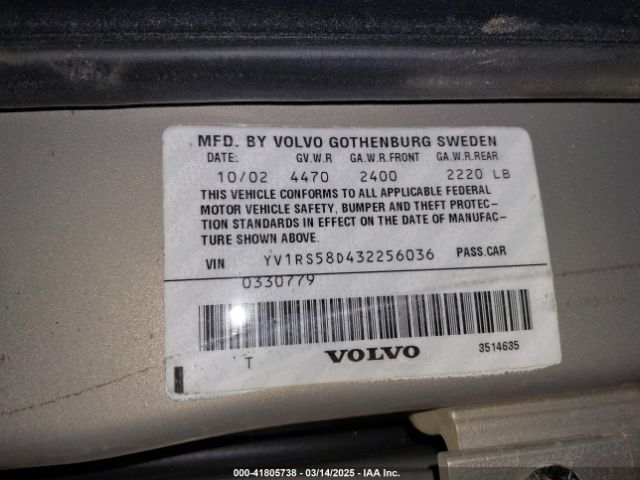 MFD. BY VOLVO GOTHENBURG SWEDEN
DATE: GV.W.R GA.W.R.FRONT GA.W.R.REAR
10/02 4470 2400 2220 LB
THIS VEHICLE CONFORMS TO ALL APPLICABLE FEDERAL
MOTOR VEHICLE SAFETY, BUMPER AND THEFT PROTEC-
TION STANDARDS IN EFFECT ON THE DATE OF MANUFAC-
TURE SHOWN ABOVE.
VIN YV1RS58D432256036 PASS.CAR
0330779
T VOLVO 3514635
000-41805738 - 03/14/2025 - IAA Inc.